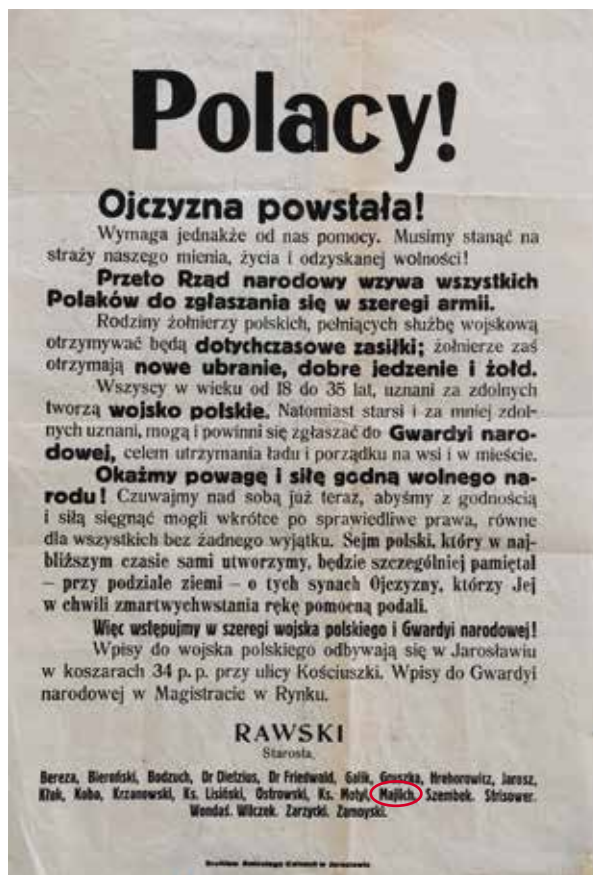 Polacy!
Ojczyzna powstała!
Wymaga jednakże od nas pomocy. Musimy stanąć na
straży naszego mienia, życia i odzyskanej wolności!
Przeto Rząd narodowy wzywa wszystkich
Polaków do zgłaszania się w szeregi armii.
Rodziny żołnierzy polskich, pełniących służbę wojskową
otrzymywać będą dotychczasowe zasiłki; żołnierze zaś
otrzymają nowe ubranie, dobre jedzenie i żołd.
Wszyscy w wieku od 18 do 35 lat, uznani za zdolnych
tworzą wojsko polskie. Natomiast starsi i za mniej zdol-
nych uznani, mogą i powinni się zgłaszać do Gwardyi naro-
dowej, celem utrzymania ładu i porządku na wsi i w mieście.
Okażmy powagę i siłę godną wolnego na-
rodu! Czuwajmy nad sobą już teraz, abyśmy z godnością
i siłą sięgnąć mogli wkrótce po sprawiedliwe prawa, równe
dla wszystkich bez żadnego wyjątku. Sejm polski, który w naj-
bliższym czasie sami utworzymy, będzie szczególniej pamiętał
– przy podziale ziemi – o tych synach Ojczyzny, którzy Jej
w chwili zmartwychwstania rękę pomocną podali.
Więc wstępujmy w szeregi wojska polskiego i Gwardyi narodowej!
Wpisy do wojska polskiego odbywają się w Jarosławiu
w koszarach 34 p. p. przy ulicy Kościuszki. Wpisy do Gwardyi
narodowej w Magistracie w Rynku.
RAWSKI
Starosta.
Bereza, Bieroński, Bodzuch, Dr Dietzius, Dr Friedwald, Galik, Gruszka, Hreborowicz, Jarosz,
Kłak, Koba, Krzanowski, Ks. Lisiński, Ostrowski, Ks. Motyl, Majlich, Szembek. Strisower.
Wondaś. Wilczek. Zarzycki. Zamoyski.